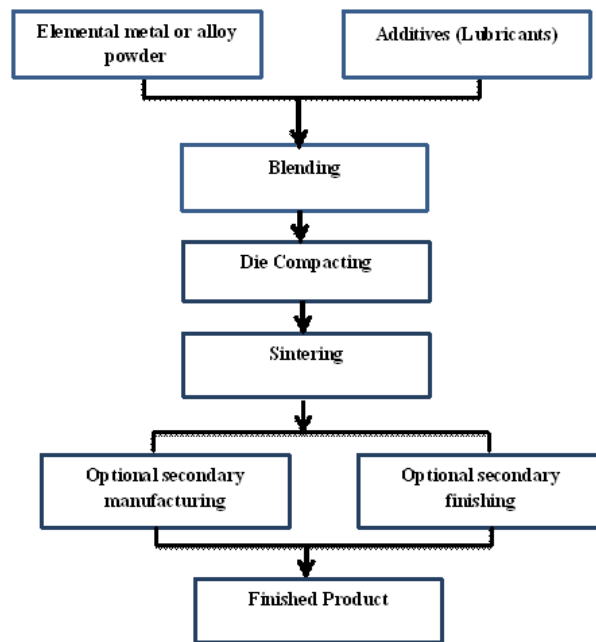 Elemental metal or alloy
powder
Additives (Lubricants)
Blending
Die Compacting
Sintering
Optional secondary
manufacturing
Optional secondary
finishing
Finished Product